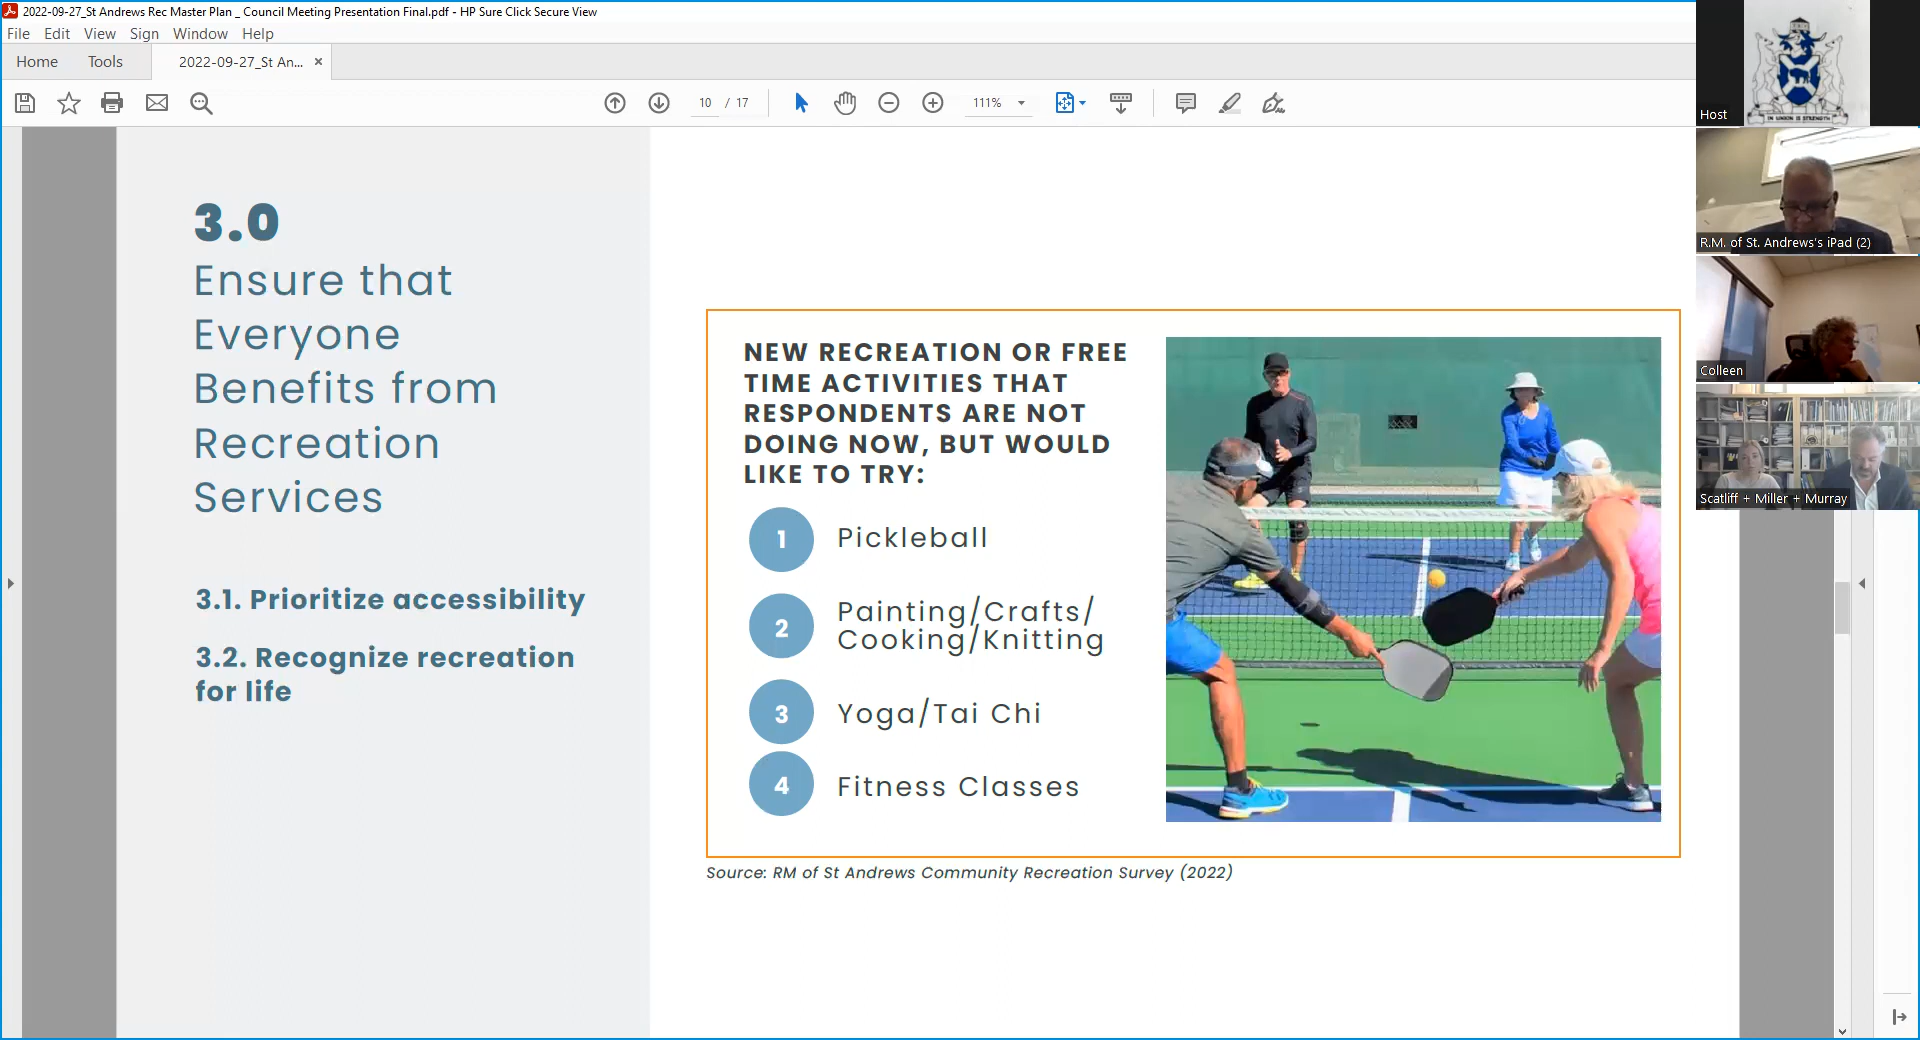 2022-09-27_St Andrews Rec Master Plan _ Council Meeting Presentation Final.pdf - HP Sure Click Secure View
File Edit View Sign Window Help
Home Tools 2022-09-27_St An... ×
10 / 17 111%
3.0
Ensure that
Everyone
Benefits from
Recreation
Services
3.1. Prioritize accessibility
3.2. Recognize recreation
for life
NEW RECREATION OR FREE
TIME ACTIVITIES THAT
RESPONDENTS ARE NOT
DOING NOW, BUT WOULD
LIKE TO TRY:
1 Pickleball
2 Painting/Crafts/
Cooking/Knitting
3 Yoga/Tai Chi
4 Fitness Classes
Source: RM of St Andrews Community Recreation Survey (2022)
IN UNION IS STRENGTH
Host
R.M. of St. Andrews's iPad (2)
Colleen
Scatliff + Miller + Murray